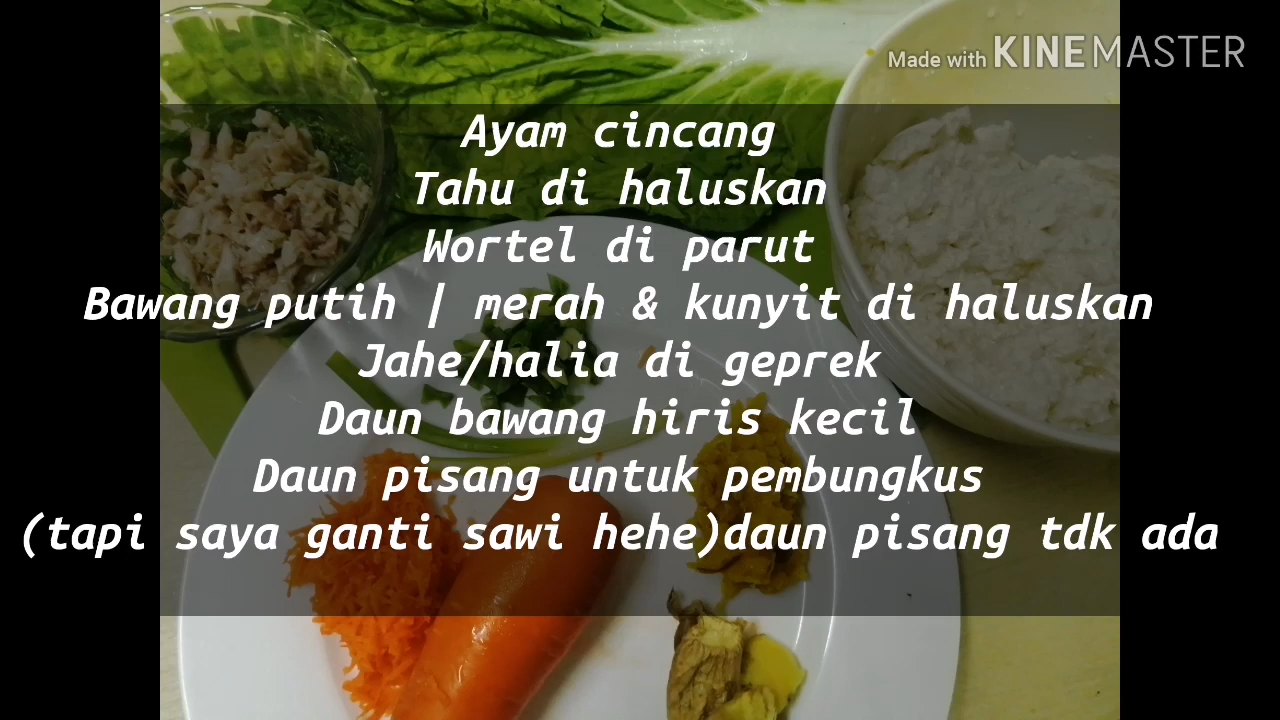 Made with KINEMASTER
Ayam cincang
Tahu di haluskan
Wortel di parut
Bawang putih | merah & kunyit di haluskan
Jahe/halia di geprek
Daun bawang hiris kecil
Daun pisang untuk pembungkus
(tapi saya ganti sawi hehe)daun pisang tdk ada